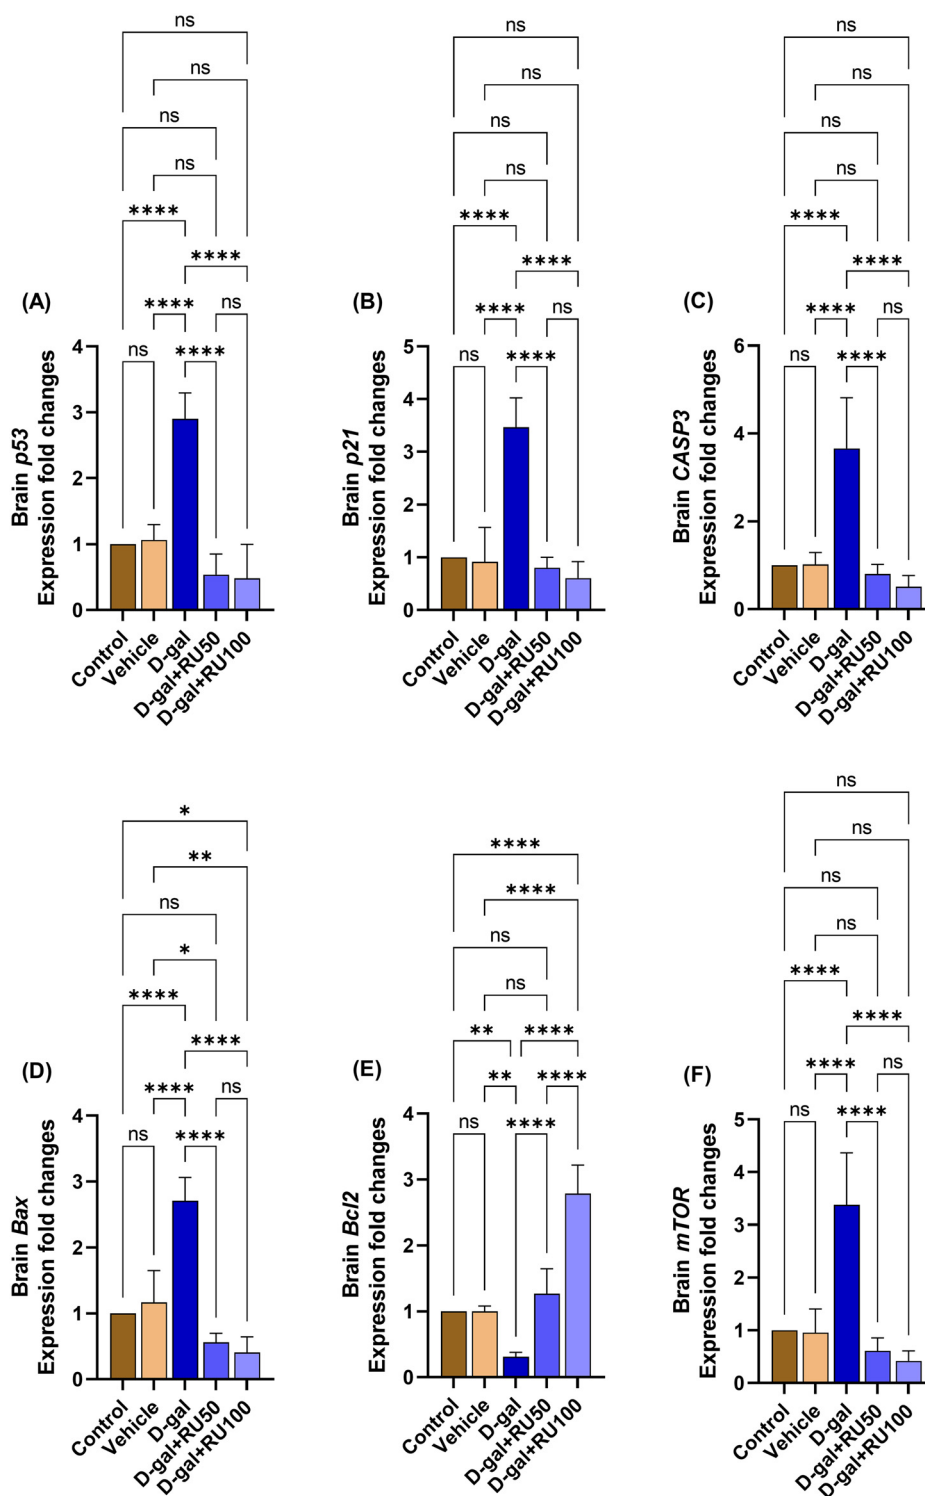 ns
ns
ns
ns
****
****
(A)
****
ns
ns
****
Brain p53
Expression fold changes
4
3
2
1
0
Control
Vehicle
D-gal
D-gal+RU50
D-gal+RU100
ns
ns
ns
ns
****
****
(B)
****
ns
ns
****
Brain p21
Expression fold changes
5
4
3
2
1
0
Control
Vehicle
D-gal
D-gal+RU50
D-gal+RU100
ns
ns
ns
ns
****
****
(C)
****
ns
ns
****
Brain CASP3
Expression fold changes
6
4
2
0
Control
Vehicle
D-gal
D-gal+RU50
D-gal+RU100
*
**
ns
*
****
****
(D)
****
ns
ns
****
Brain Bax
Expression fold changes
4
3
2
1
0
Control
Vehicle
D-gal
D-gal+RU50
D-gal+RU100
****
****
ns
ns
**
****
(E)
**
****
ns
****
Brain Bcl2
Expression fold changes
4
3
2
1
0
Control
Vehicle
D-gal
D-gal+RU50
D-gal+RU100
ns
ns
ns
ns
****
****
(F)
****
ns
ns
****
Brain mTOR
Expression fold changes
5
4
3
2
1
0
Control
Vehicle
D-gal
D-gal+RU50
D-gal+RU100